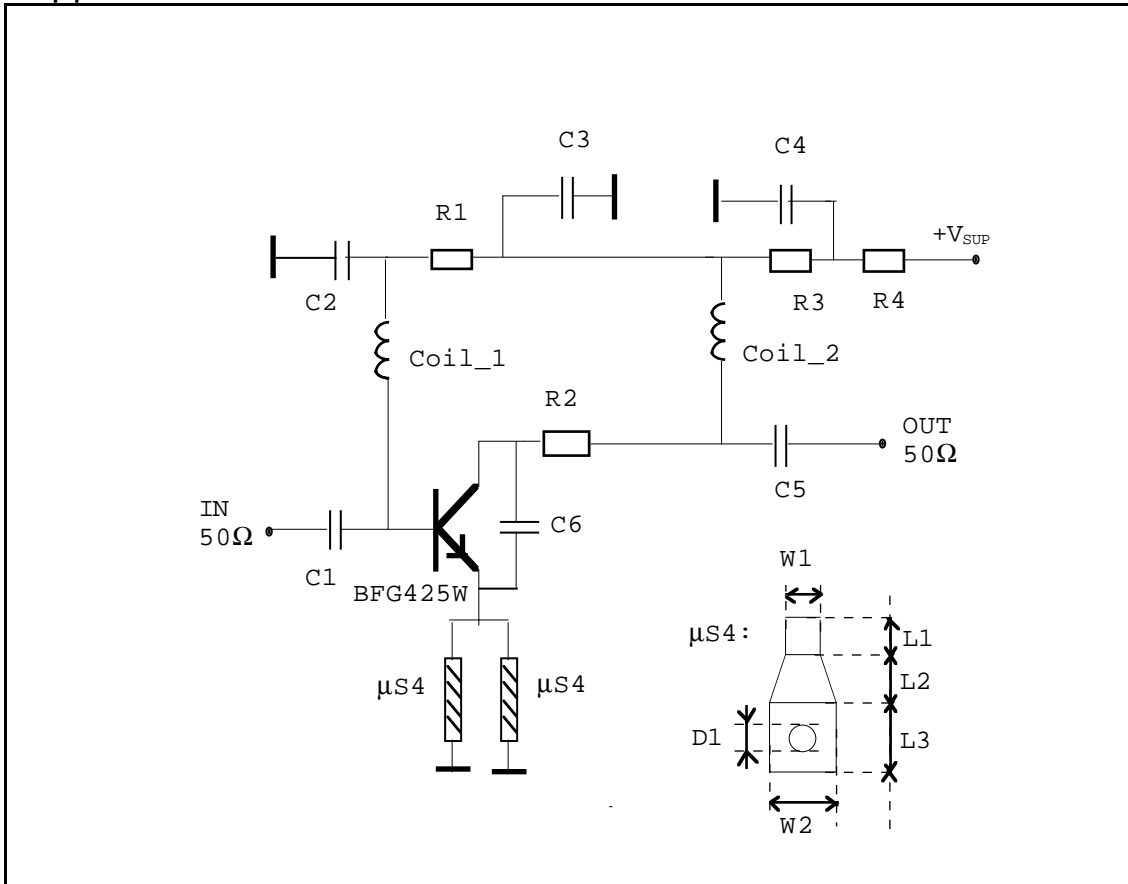 C3
C4
R1
+V_SUP
C2
R3
R4
Coil_1
Coil_2
R2
OUT
50Ω
C5
IN
50Ω
C6
C1
BFG425W
W1
μS4:
L1
μS4
μS4
L2
D1
L3
W2